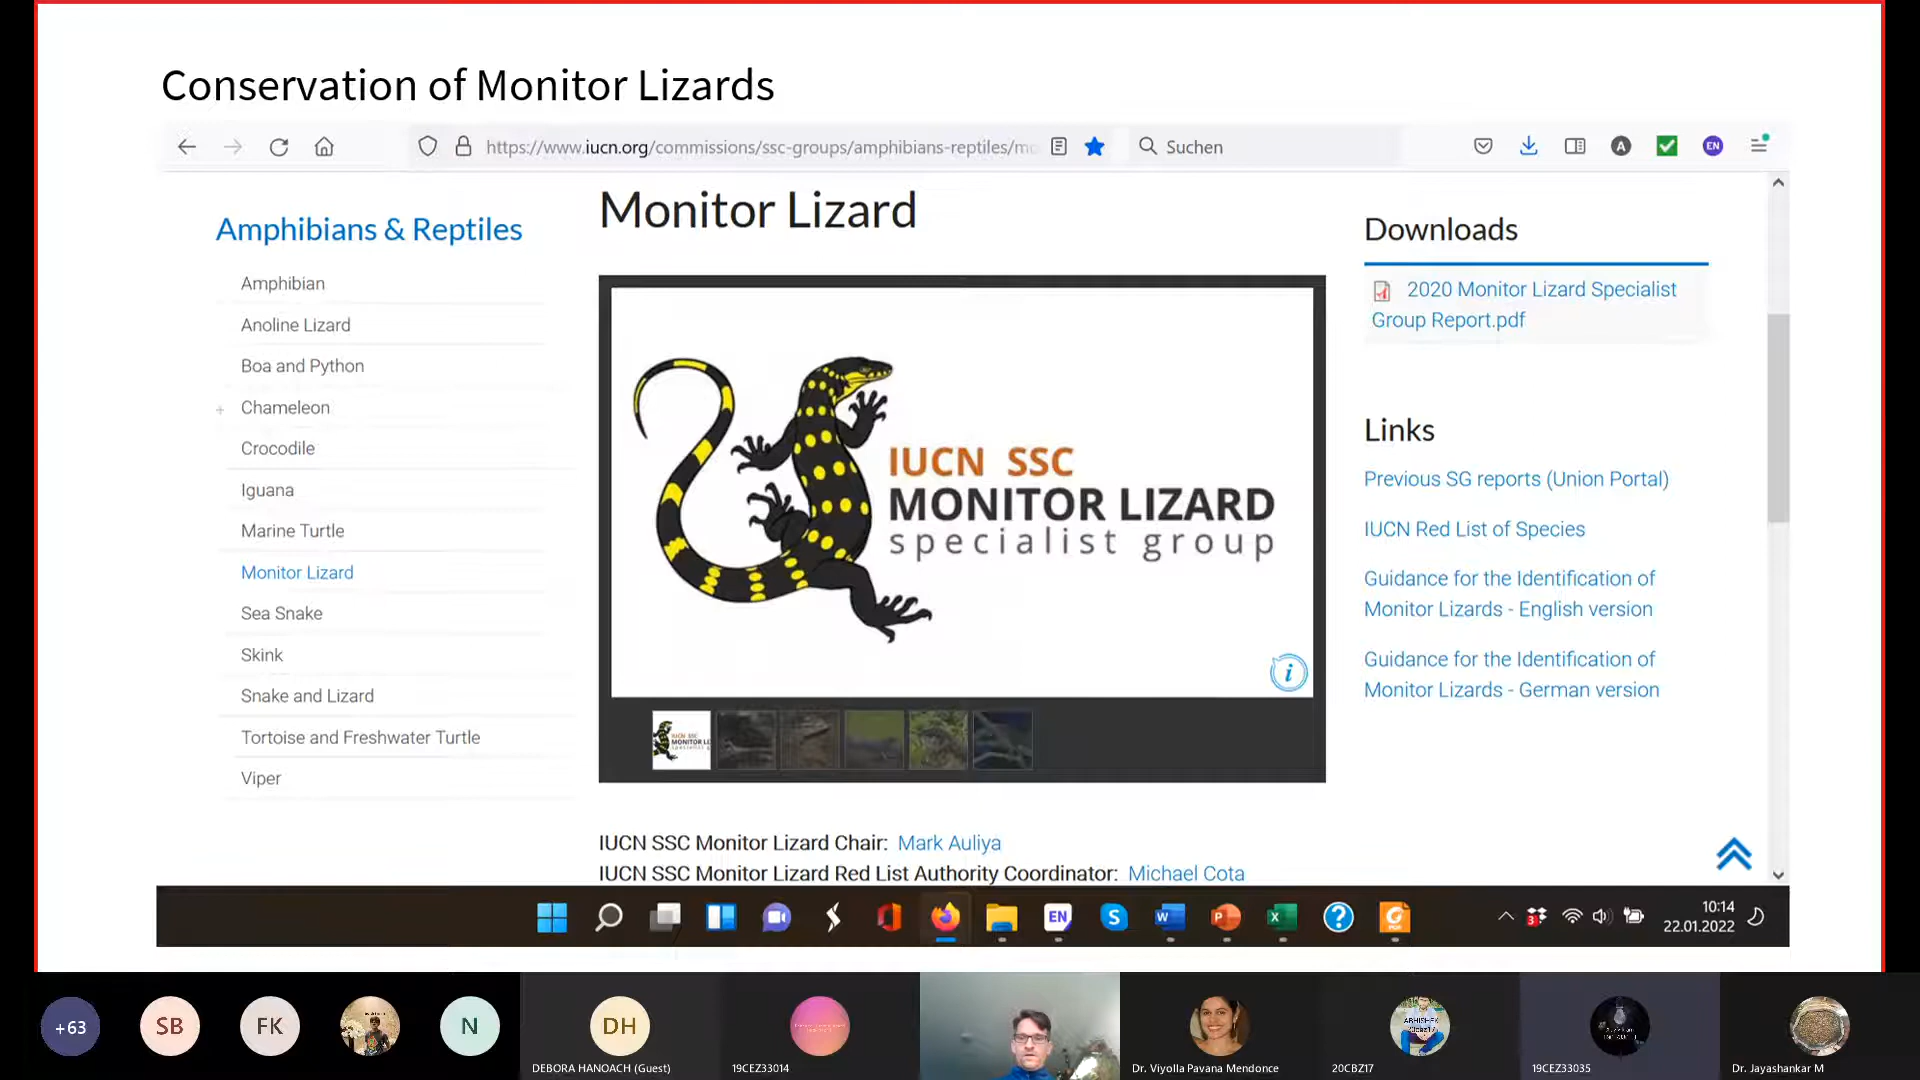 Conservation of Monitor Lizards
https://www.iucn.org/commissions/ssc-groups/amphibians-reptiles/mo
Suchen
A
EN
Amphibians & Reptiles
Amphibian
Anoline Lizard
Boa and Python
Chameleon
Crocodile
Iguana
Marine Turtle
Monitor Lizard
Sea Snake
Skink
Snake and Lizard
Tortoise and Freshwater Turtle
Viper
Monitor Lizard
IUCN SSC
MONITOR LIZARD
specialist group
i
IUCN SSC Monitor Lizard Chair: Mark Auliya
IUCN SSC Monitor Lizard Red List Authority Coordinator: Michael Cota
Downloads
2020 Monitor Lizard Specialist
Group Report.pdf
Links
Previous SG reports (Union Portal)
IUCN Red List of Species
Guidance for the Identification of
Monitor Lizards - English version
Guidance for the Identification of
Monitor Lizards - German version
EN
10:14
22.01.2022
+63
SB
FK
N
DH
DEBORA HANOACH (Guest)
19CEZ33014
Dr. Viyolla Pavana Mendonce
ABHISHEK
20cbz17
20CBZ17
19CEZ33035
Dr. Jayashankar M